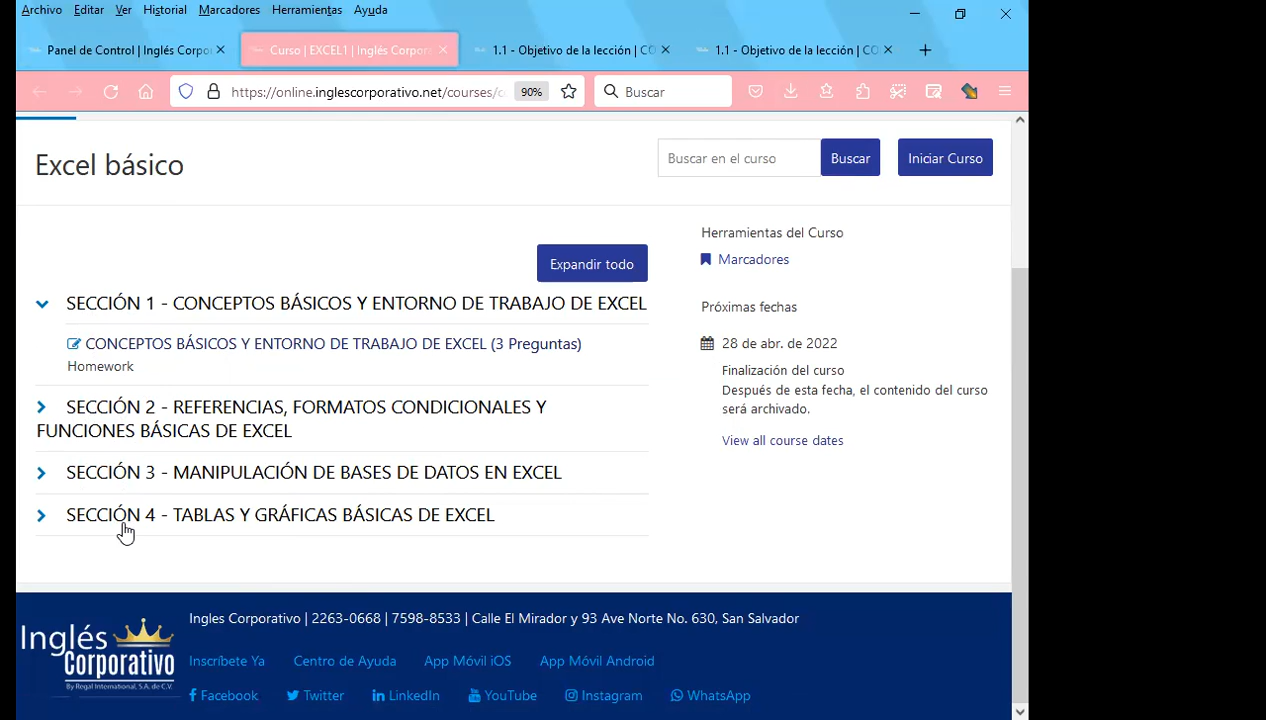 Archivo Editar Ver Historial Marcadores Herramientas Ayuda
Panel de Control | Inglés Corpo
Curso | EXCEL1 | Inglés Corpor
1.1 - Objetivo de la lección | CO
1.1 - Objetivo de la lección | CO
https://online.inglescorporativo.net/courses/
90%
Buscar
Excel básico
Buscar en el curso
Buscar
Iniciar Curso
Herramientas del Curso
Marcadores
Expandir todo
SECCIÓN 1 - CONCEPTOS BÁSICOS Y ENTORNO DE TRABAJO DE EXCEL
CONCEPTOS BÁSICOS Y ENTORNO DE TRABAJO DE EXCEL (3 Preguntas)
Homework
SECCIÓN 2 - REFERENCIAS, FORMATOS CONDICIONALES Y
FUNCIONES BÁSICAS DE EXCEL
SECCIÓN 3 - MANIPULACIÓN DE BASES DE DATOS EN EXCEL
SECCIÓN 4 - TABLAS Y GRÁFICAS BÁSICAS DE EXCEL
Próximas fechas
28 de abr. de 2022
Finalización del curso
Después de esta fecha, el contenido del curso
será archivado.
View all course dates
Inglés
Corporativo
By Regal International, S.A. de C.V.
Ingles Corporativo | 2263-0668 | 7598-8533 | Calle El Mirador y 93 Ave Norte No. 630, San Salvador
Inscríbete Ya Centro de Ayuda App Móvil iOS App Móvil Android
Facebook Twitter LinkedIn YouTube Instagram WhatsApp